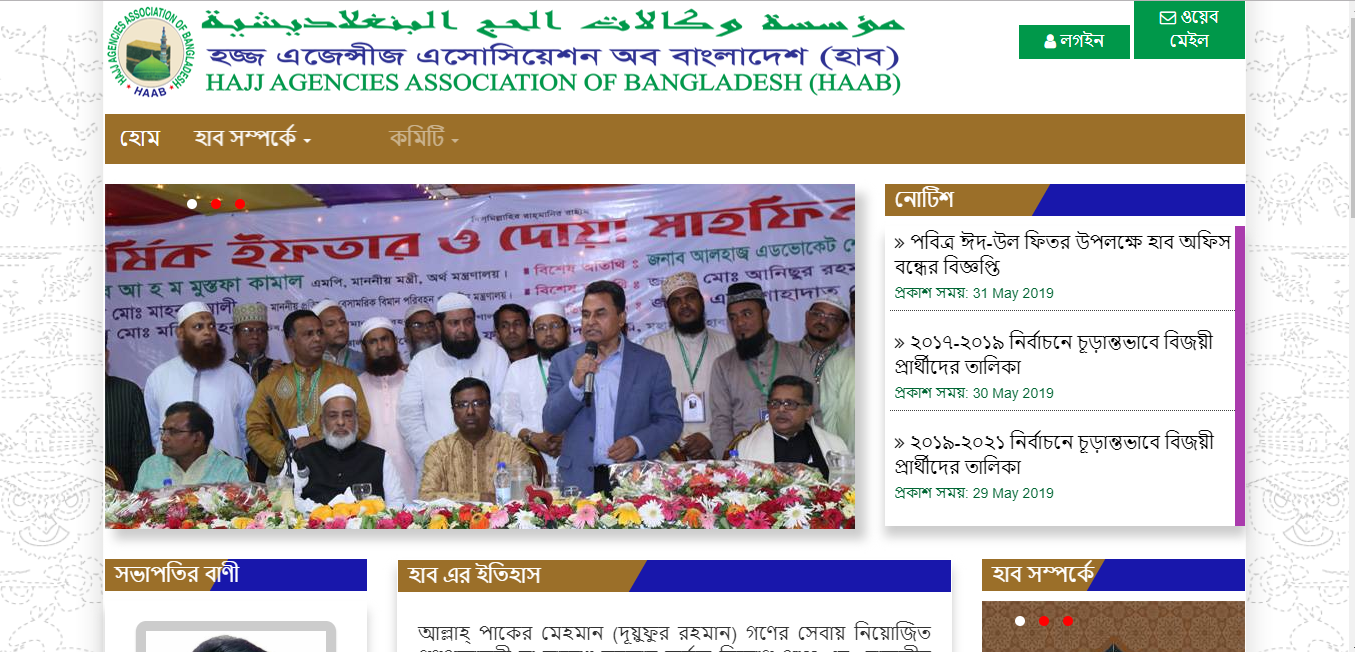 HAJJ AGENCIES ASSOCIATION OF BANGLADESH
HAAB
مؤسسة وكالات الحج البنغلاديشية
হজ্জ এজেন্সীজ এসোসিয়েশন অব বাংলাদেশ (হাব)
HAJJ AGENCIES ASSOCIATION OF BANGLADESH (HAAB)
লগইন
ওয়েব
মেইল
হোম হাব সম্পর্কে কমিটি
বিসমিল্লাহির রাহমানির রাহীম
র্ষিক ইফতার ও দোয়া মাহফি
আ হ ম মুস্তফা কামাল এমপি, মাননীয় মন্ত্রী, অর্থ মন্ত্রণালয়।
বিশেষ অতিথি : জনাব আলহাজ্ব এডভোকেট শে
মোঃ মাহ আলী
মোঃ আনিছুর রহম
নোটিশ
» পবিত্র ঈদ-উল ফিতর উপলক্ষে হাব অফিস
বন্ধের বিজ্ঞপ্তি
প্রকাশ সময়: 31 May 2019
» ২০১৭-২০১৯ নির্বাচনে চূড়ান্তভাবে বিজয়ী
প্রার্থীদের তালিকা
প্রকাশ সময়: 30 May 2019
» ২০১৯-২০২১ নির্বাচনে চূড়ান্তভাবে বিজয়ী
প্রার্থীদের তালিকা
প্রকাশ সময়: 29 May 2019
সভাপতির বাণী
হাব এর ইতিহাস
আল্লাহ্ পাকের মেহমান (দূয়ুফুর রহমান) গণের সেবায় নিয়োজিত
হাব সম্পর্কে